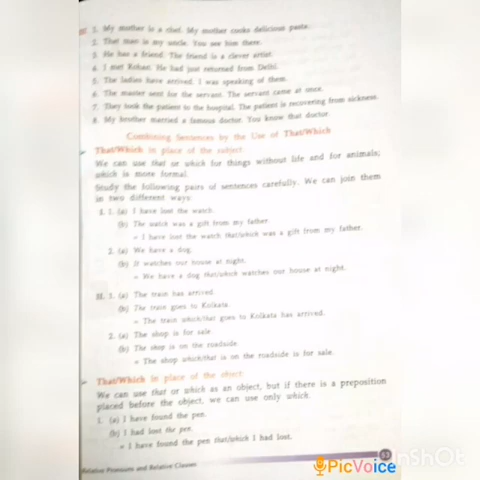 1. My mother is a chef. My mother cooks delicious pasta.
2. That man is my uncle. You see him there.
3. He has a friend. The friend is a clever artist.
4. I met Rohan. He had just returned from Delhi.
5. The ladies have arrived. I was speaking of them.
6. The master sent for the servant. The servant came at once.
7. They took the patient to the hospital. The patient is recovering from sickness.
8. My brother married a famous doctor. You know that doctor.
Combining Sentences by the Use of That/Which
That/Which in place of the subject
We can use that or which for things without life and for animals;
which is more formal.
Study the following pairs of sentences carefully. We can join them
in two different ways:
I. 1. (a) I have lost the watch.
(b) The watch was a gift from my father.
= I have lost the watch that/which was a gift from my father.
2. (a) We have a dog.
(b) It watches our house at night.
= We have a dog that/which watches our house at night.
II. 1. (a) The train has arrived.
(b) The train goes to Kolkata.
= The train which/that goes to Kolkata has arrived.
2. (a) The shop is for sale.
(b) The shop is on the roadside.
= The shop which/that is on the roadside is for sale.
That/Which in place of the object
We can use that or which as an object, but if there is a preposition
placed before the object, we can use only which.
1. (a) I have found the pen.
(b) I had lost the pen.
= I have found the pen that/which I had lost.
53
InShOt
Relative Pronouns and Relative Clauses
PicVoice